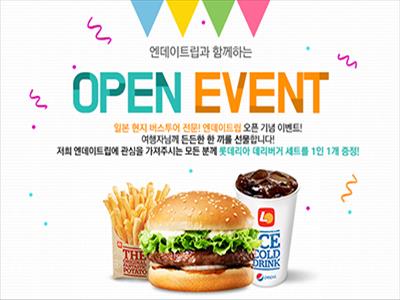 엔데이트립과 함께하는
OPEN EVENT
일본 현지 버스투어 전문! 엔데이트립 오픈 기념 이벤트!
여행자님께 든든한 한 끼를 선물합니다!
저희 엔데이트립에 관심을 가져주시는 모든 분께 롯데리아 데리버거 세트를 1인 1개 증정!
THE
ORIGINAL
POTATO
L
ICE
COLD
DRINK
pepsi